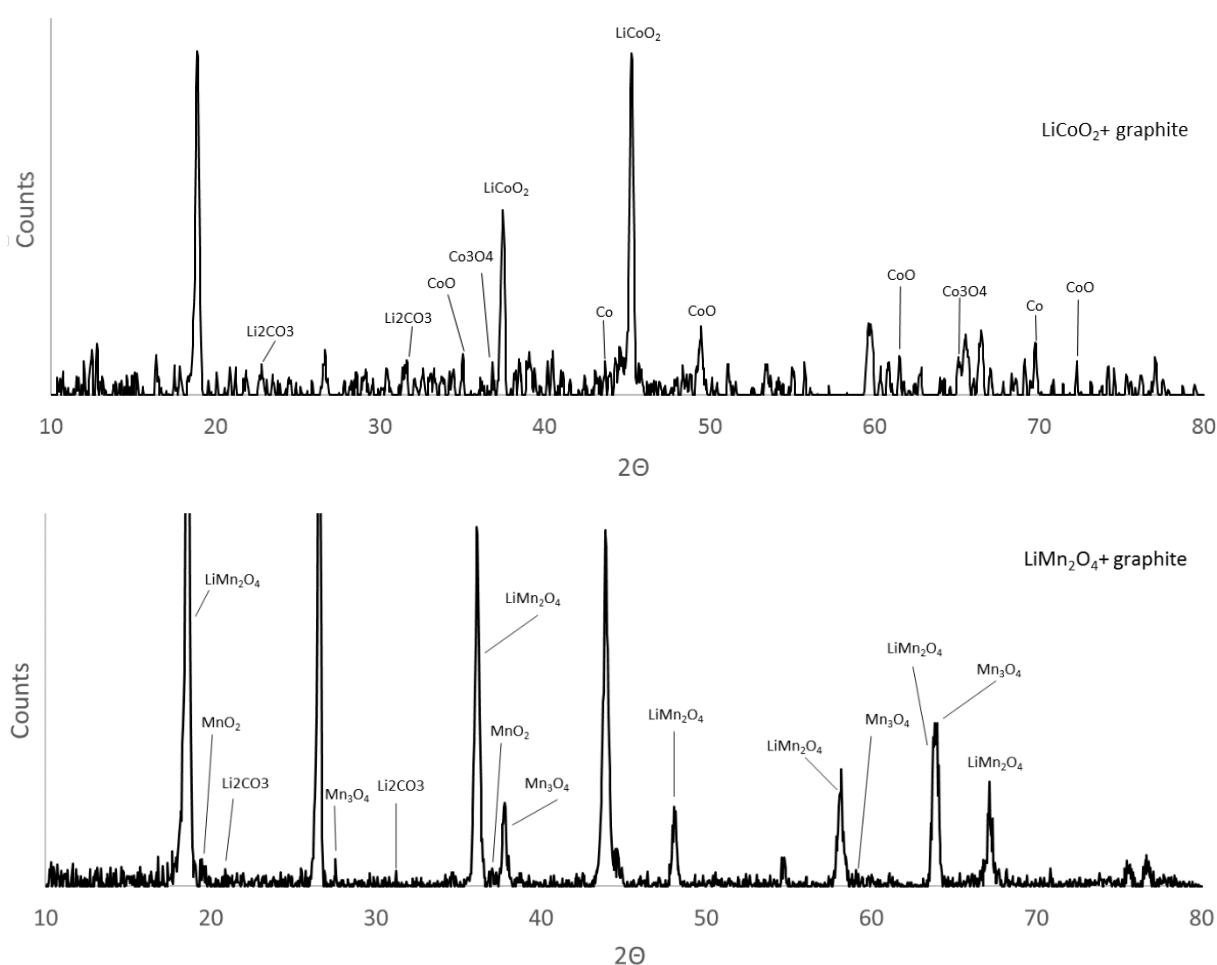 LiCoO₂
LiCoO₂+ graphite
LiCoO₂
Co3O4
CoO
Li2CO3
Li2CO3
Co
CoO
CoO
Co3O4
Co
CoO
Counts
10 20 30 40 50 60 70 80
2Θ
LiMn₂O₄+ graphite
LiMn₂O₄
LiMn₂O₄
LiMn₂O₄
Mn₃O₄
MnO₂
MnO₂
LiMn₂O₄
Mn₃O₄
LiMn₂O₄
LiMn₂O₄
Li2CO3
Mn₃O₄
Li2CO3
Mn₃O₄
Counts
10 20 30 40 50 60 70 80
2Θ